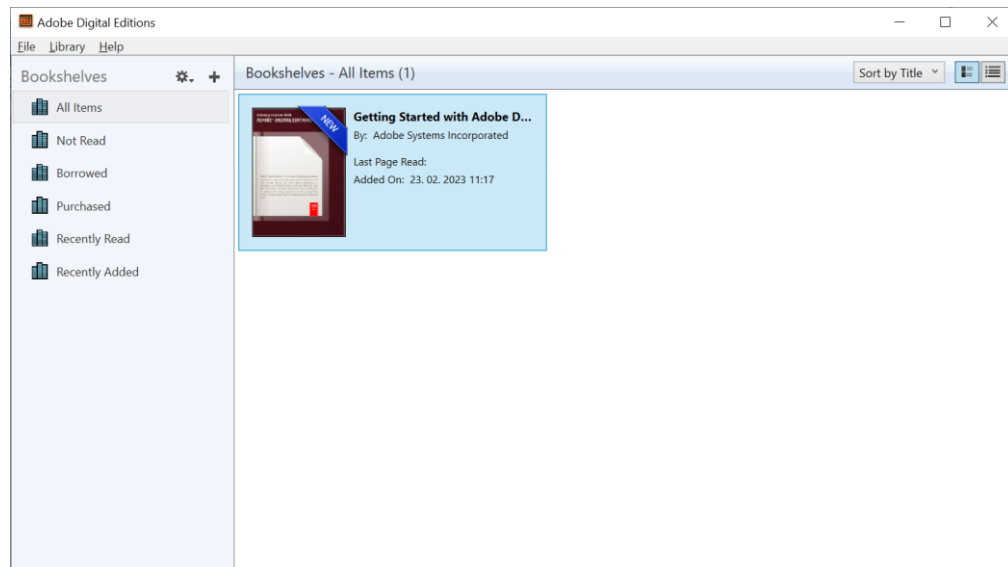 Adobe Digital Editions
File Library Help
Bookshelves
All Items
Not Read
Borrowed
Purchased
Recently Read
Recently Added
Bookshelves - All Items (1)
Sort by Title
NEW
Getting Started with Adobe D...
By: Adobe Systems Incorporated
Last Page Read:
Added On: 23. 02. 2023 11:17